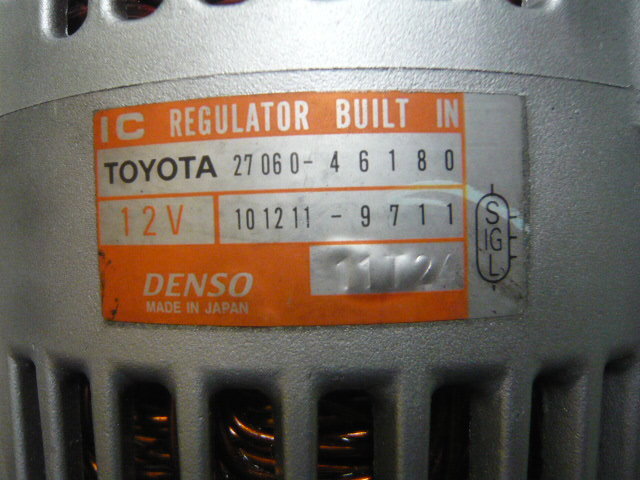 IC REGULATOR BUILT IN
TOYOTA 27060-46180
12V 101211-9711
DENSO
MADE IN JAPAN
S
IG
L